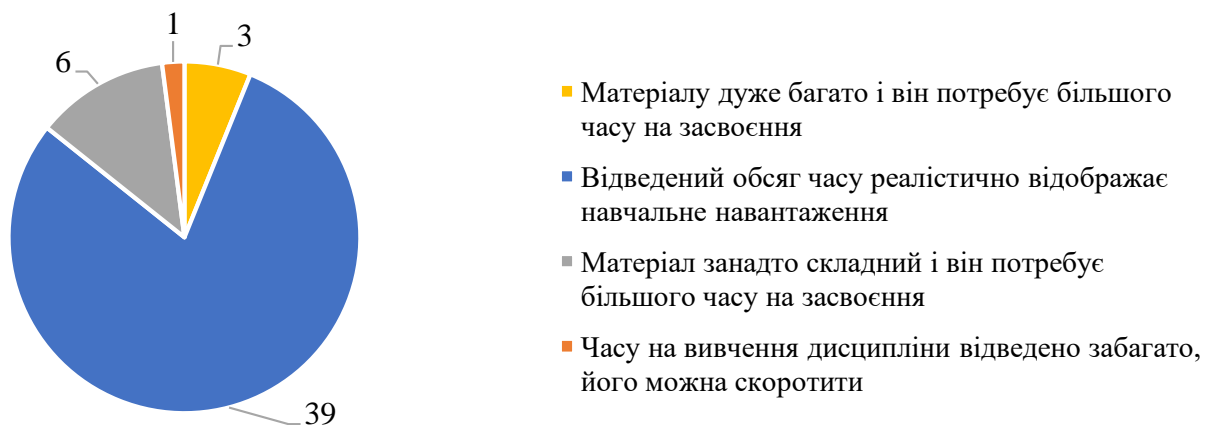 1
3
6
39
Матеріалу дуже багато і він потребує більшого
часу на засвоєння
Відведений обсяг часу реалістично відображає
навчальне навантаження
Матеріал занадто складний і він потребує
більшого часу на засвоєння
Часу на вивчення дисципліни відведено забагато,
його можна скоротити